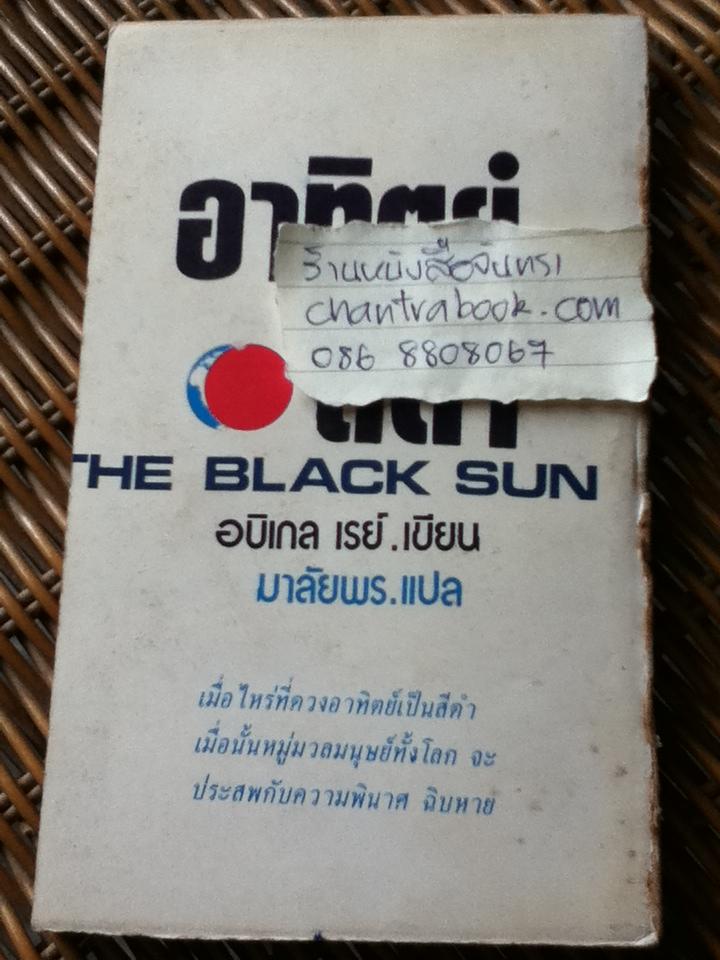 อาทิตย์
ร้านหนังสือจันทรา
chantrabook.com
086 8808067
THE BLACK SUN
อบิเกล เรย์.เขียน
มาลัยพร.แปล
เมื่อไหร่ที่ดวงอาทิตย์เป็นสีดำ
เมื่อนั้นหมู่มวลมนุษย์ทั้งโลก จะ
ประสพกับความพินาศ ฉิบหาย